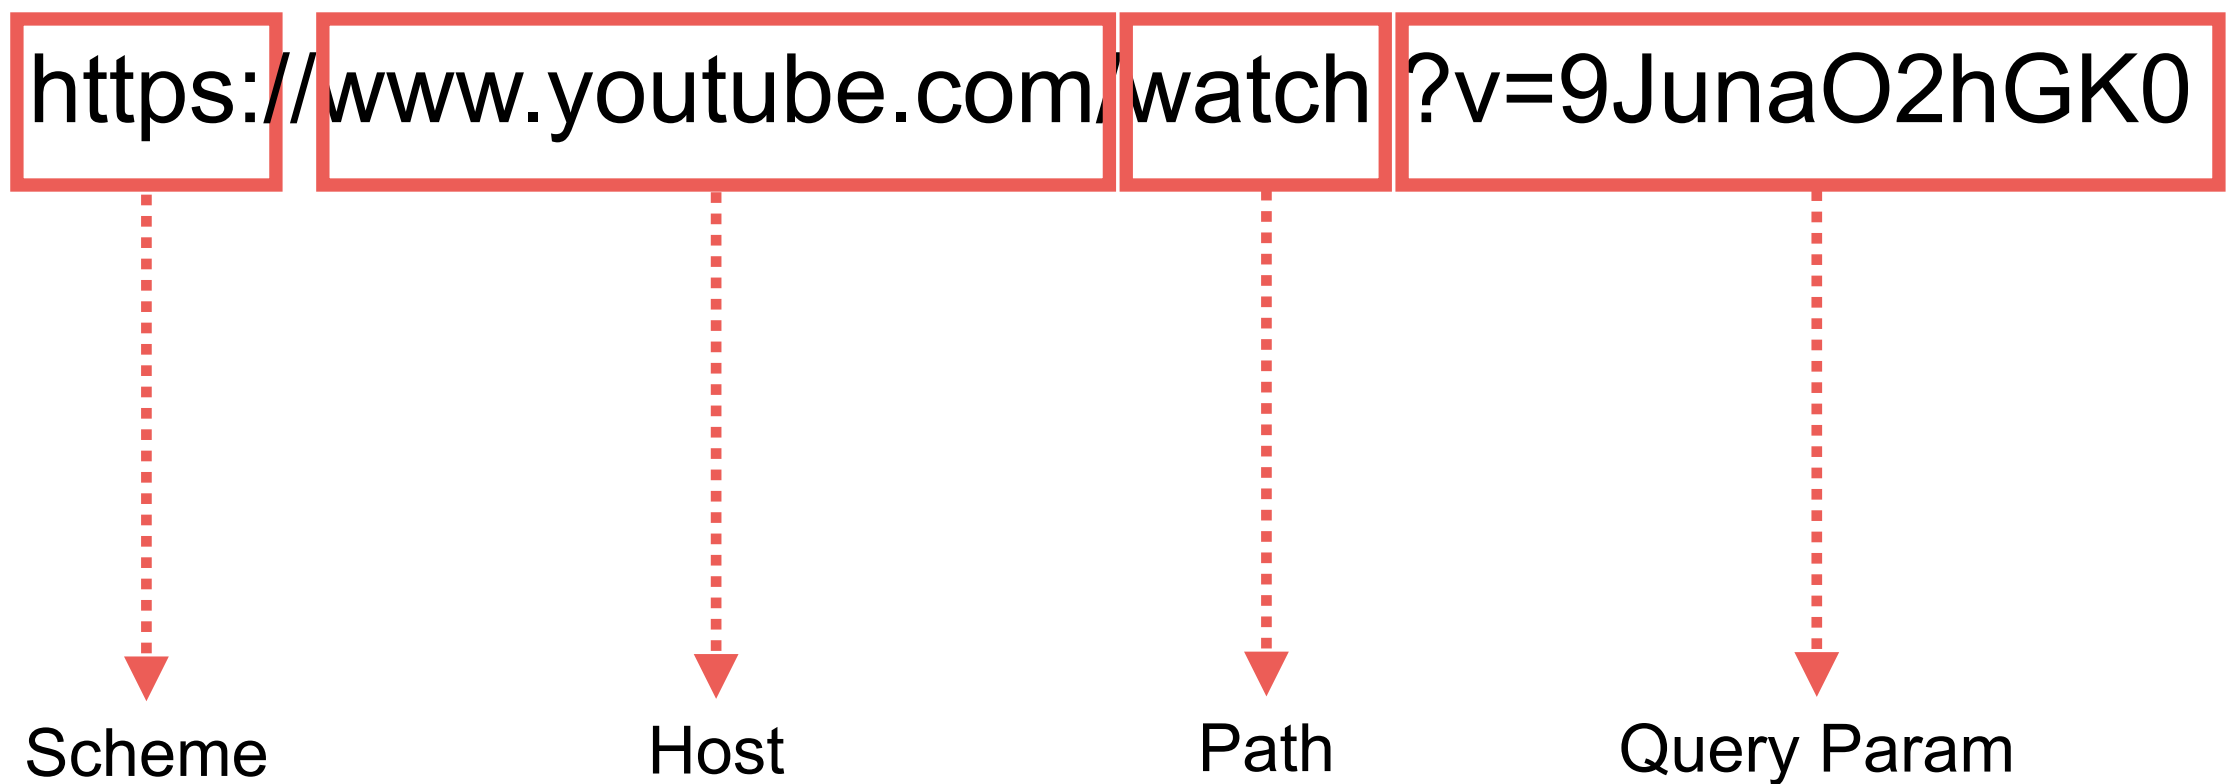 https://www.youtube.com/watch ?v=9JunaO2hGK0
Scheme
Host
Path
Query Param